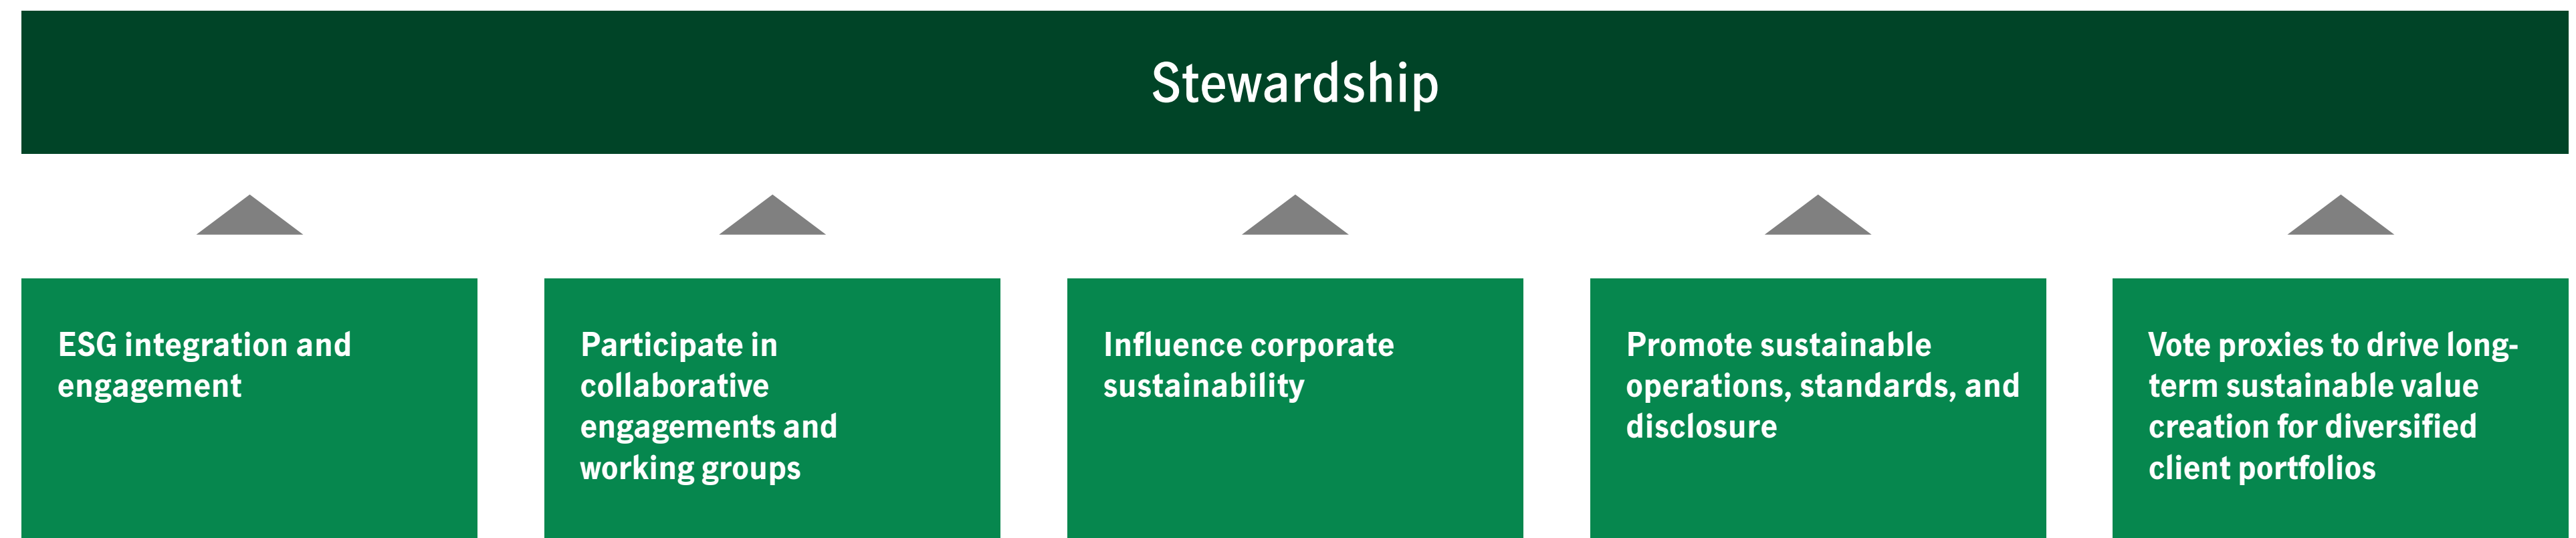 Stewardship
ESG integration and
engagement
Participate in
collaborative
engagements and
working groups
Influence corporate
sustainability
Promote sustainable
operations, standards, and
disclosure
Vote proxies to drive long-
term sustainable value
creation for diversified
client portfolios